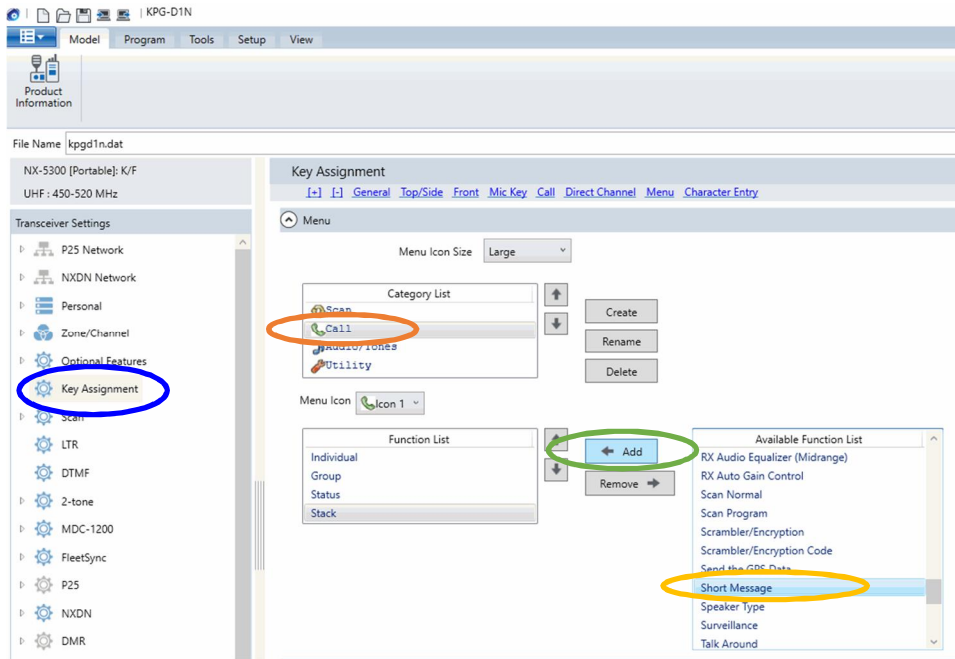 KPG-D1N
Model Program Tools Setup View
Product
Information
File Name kpgd1n.dat
NX-5300 [Portable]: K/F
UHF : 450-520 MHz
Transceiver Settings
P25 Network
NXDN Network
Personal
Zone/Channel
Optional Features
Key Assignment
Scan
LTR
DTMF
2-tone
MDC-1200
FleetSync
P25
NXDN
DMR
Key Assignment
[+] [-] General Top/Side Front Mic Key Call Direct Channel Menu Character Entry
Menu
Menu Icon Size Large
Category List
Scan
Call
Audio/Tones
Utility
Create
Rename
Delete
Menu Icon Icon 1
Function List
Individual
Group
Status
Stack
Add
Remove
Available Function List
RX Audio Equalizer (Midrange)
RX Auto Gain Control
Scan Normal
Scan Program
Scrambler/Encryption
Scrambler/Encryption Code
Send the GPS Data
Short Message
Speaker Type
Surveillance
Talk Around